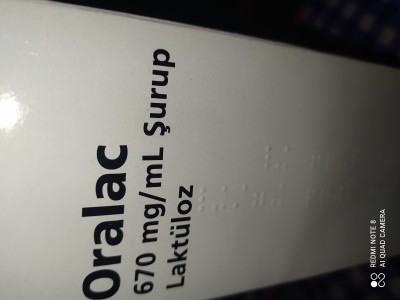 Oralac
670 mg/mL Şurup
Laktüloz
REDMI NOTE 8
AI QUAD CAMERA